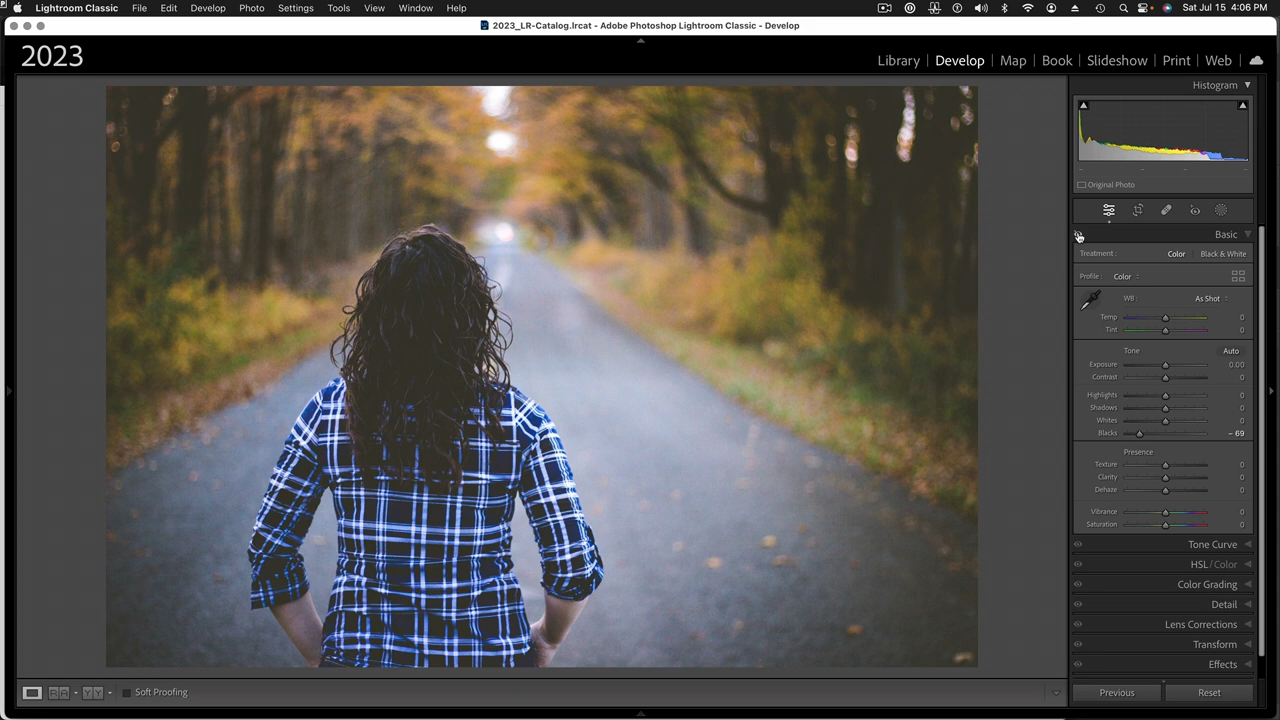 Lightroom Classic File Edit Develop Photo Settings Tools View Window Help Sat Jul 15 4:06 PM
2023_LR-Catalog.lrcat - Adobe Photoshop Lightroom Classic - Develop
2023
Library | Develop | Map | Book | Slideshow | Print | Web
Histogram
Original Photo
Basic
Treatment : Color | Black & White
Profile : Color
WB : As Shot
Temp 0
Tint 0
Tone Auto
Exposure 0.00
Contrast 0
Highlights 0
Shadows 0
Whites 0
Blacks – 69
Presence
Texture 0
Clarity 0
Dehaze 0
Vibrance 0
Saturation 0
Tone Curve
HSL / Color
Color Grading
Detail
Lens Corrections
Transform
Effects
RA YY Soft Proofing
Previous Reset